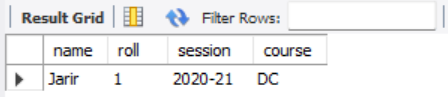 Result Grid Filter Rows:
name roll session course
Jarir 1 2020-21 DC